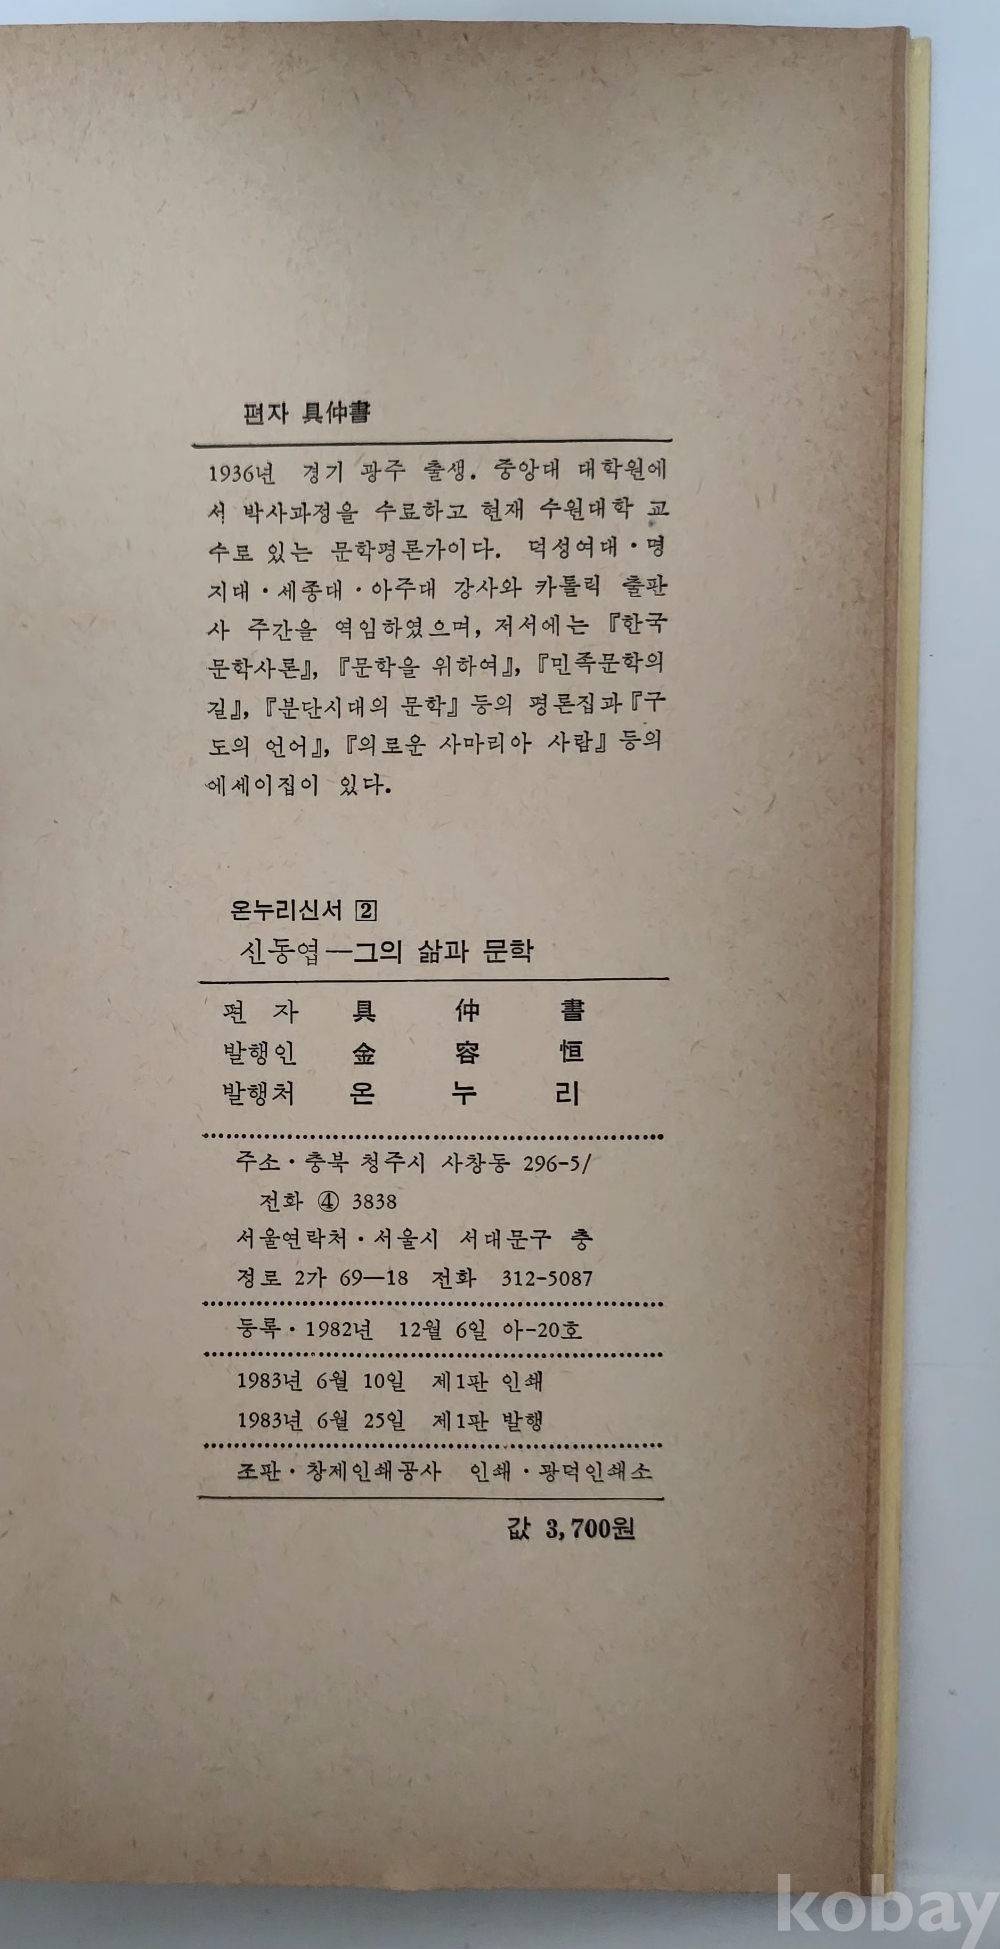 편자 具仲書
1936년 경기 광주 출생. 중앙대 대학원에
서 박사과정을 수료하고 현재 수원대학 교
수로 있는 문학평론가이다. 덕성여대·명
지대·세종대·아주대 강사와 카톨릭 출판
사 주간을 역임하였으며, 저서에는 『한국
문학사론』, 『문학을 위하여』, 『민족문학의
길』, 『분단시대의 문학』 등의 평론집과 『구
도의 언어』, 『의로운 사마리아 사람』 등의
에세이집이 있다.
온누리신서 2
신동엽—그의 삶과 문학
편 자 具 仲 書
발행인 金 容 恒
발행처 온 누 리
주소·충북 청주시 사창동 296-5/
전화 ④ 3838
서울연락처·서울시 서대문구 충
정로 2가 69—18 전화 312-5087
등록·1982년 12월 6일 아-20호
1983년 6월 10일 제1판 인쇄
1983년 6월 25일 제1판 발행
조판·창제인쇄공사 인쇄·광덕인쇄소
값 3,700원
kobay